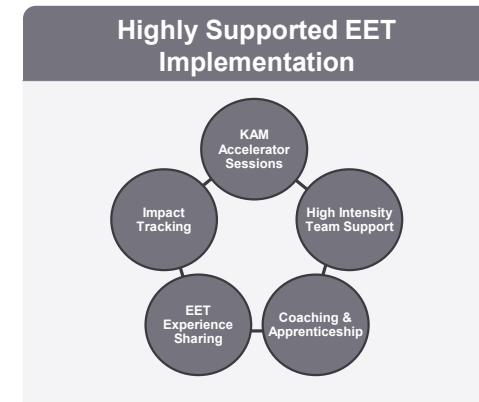 Highly Supported EET
Implementation
KAM
Accelerator
Sessions
High Intensity
Team Support
Coaching &
Apprenticeship
EET
Experience
Sharing
Impact
Tracking